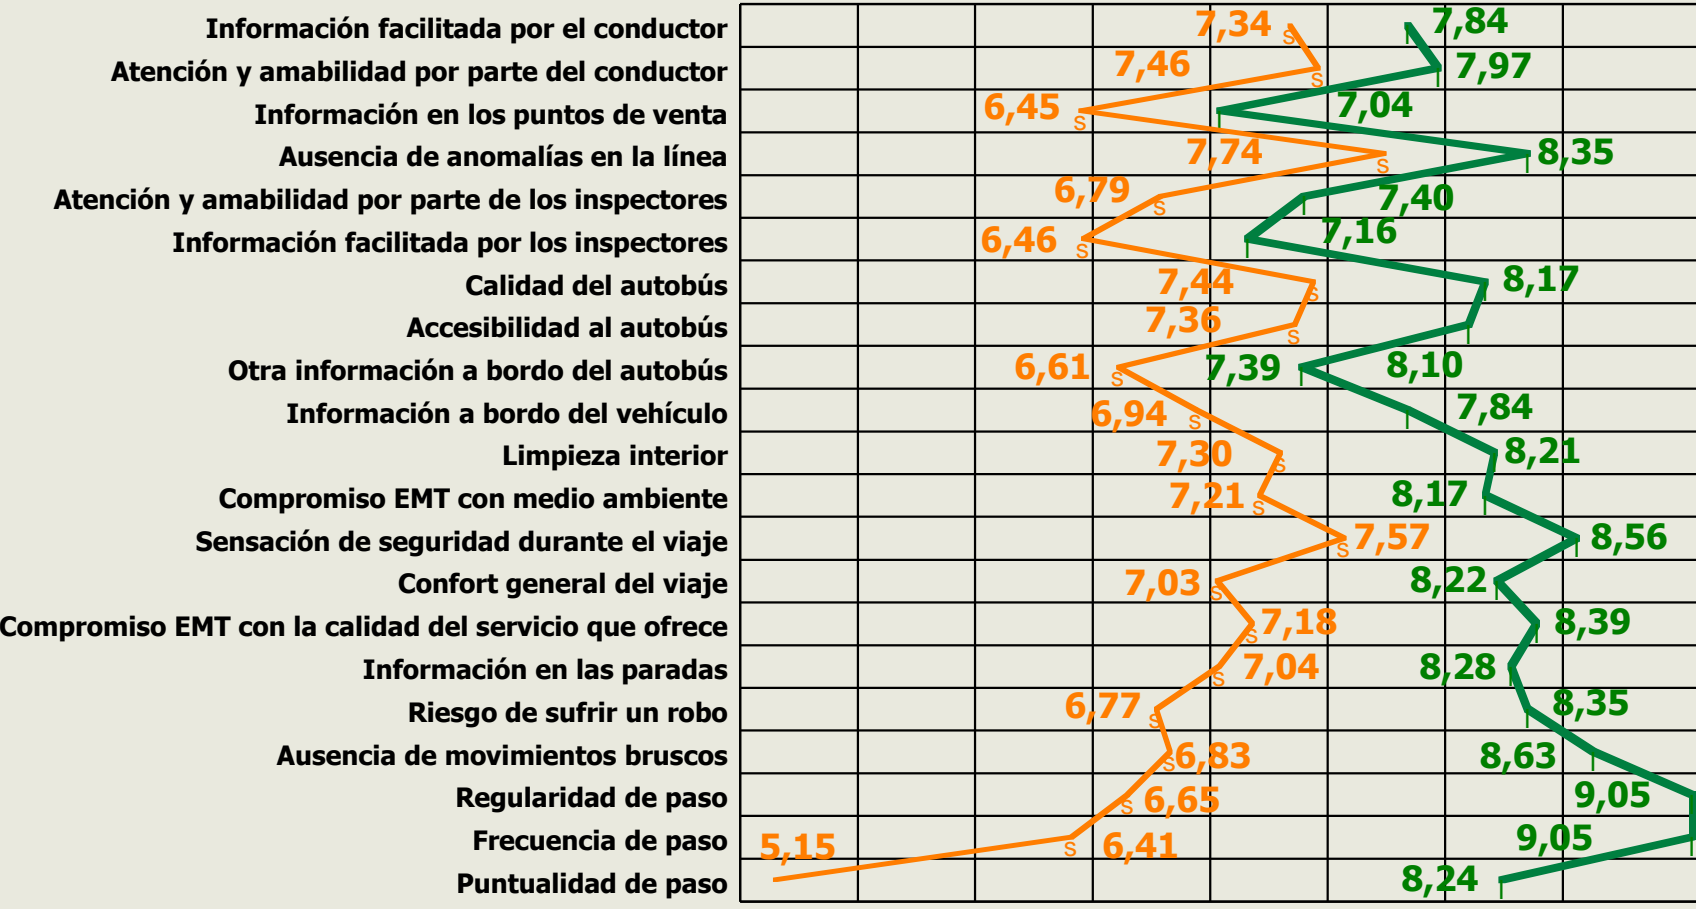 Información facilitada por el conductor 7,34 7,84
Atención y amabilidad por parte del conductor 7,46 7,97
Información en los puntos de venta 6,45 7,04
Ausencia de anomalías en la línea 7,74 8,35
Atención y amabilidad por parte de los inspectores 6,79 7,40
Información facilitada por los inspectores 6,46 7,16
Calidad del autobús 7,44 8,17
Accesibilidad al autobús 7,36
Otra información a bordo del autobús 6,61 7,39 8,10
Información a bordo del vehículo 6,94 7,84
Limpieza interior 7,30 8,21
Compromiso EMT con medio ambiente 7,21 8,17
Sensación de seguridad durante el viaje 7,57 8,56
Confort general del viaje 7,03 8,22
Compromiso EMT con la calidad del servicio que ofrece 7,18 8,39
Información en las paradas 7,04 8,28
Riesgo de sufrir un robo 6,77 8,35
Ausencia de movimientos bruscos 6,83 8,63
Regularidad de paso 6,65 9,05
Frecuencia de paso 5,15 6,41 9,05
Puntualidad de paso 8,24